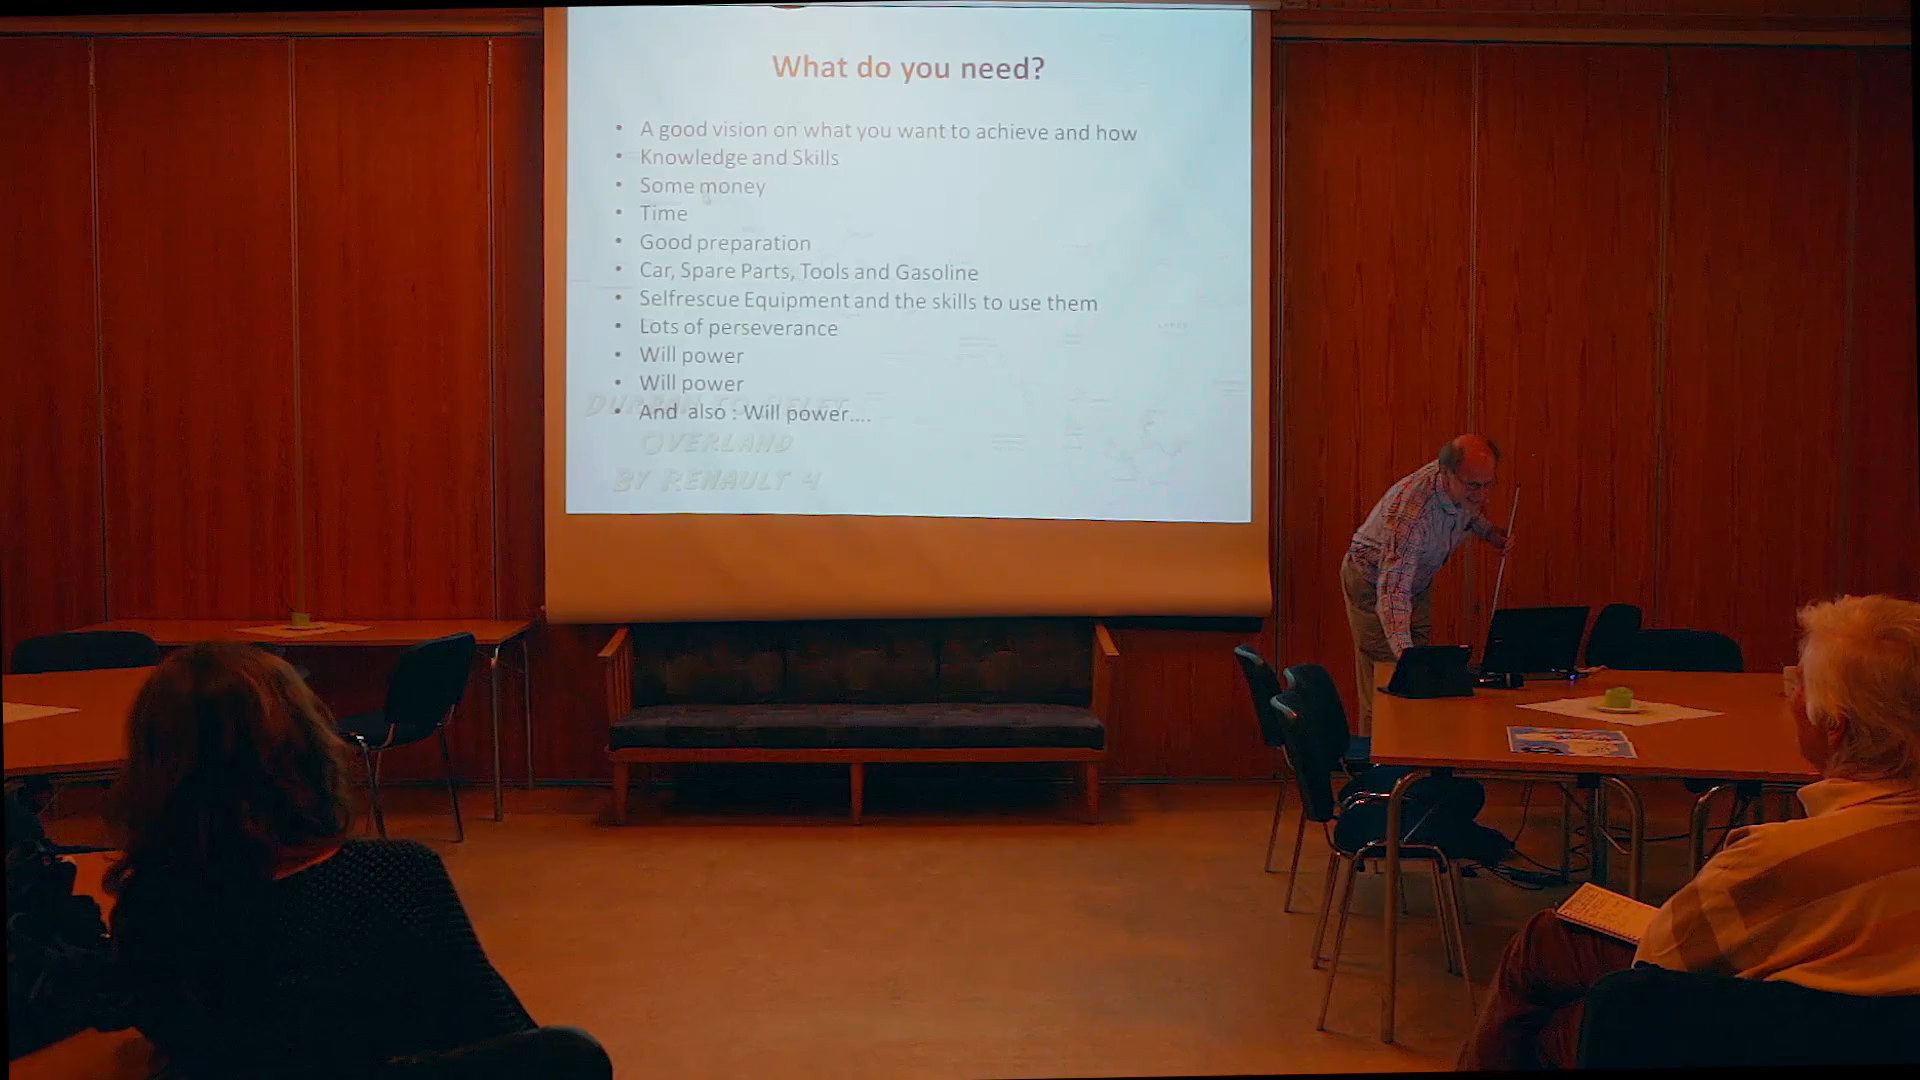 What do you need?
• A good vision on what you want to achieve and how
• Knowledge and Skills
• Some money
• Time
• Good preparation
• Car, Spare Parts, Tools and Gasoline
• Selfrescue Equipment and the skills to use them
• Lots of perseverance
• Will power
• Will power
• And also : Will power....
OVERLAND
BY RENAULT 4